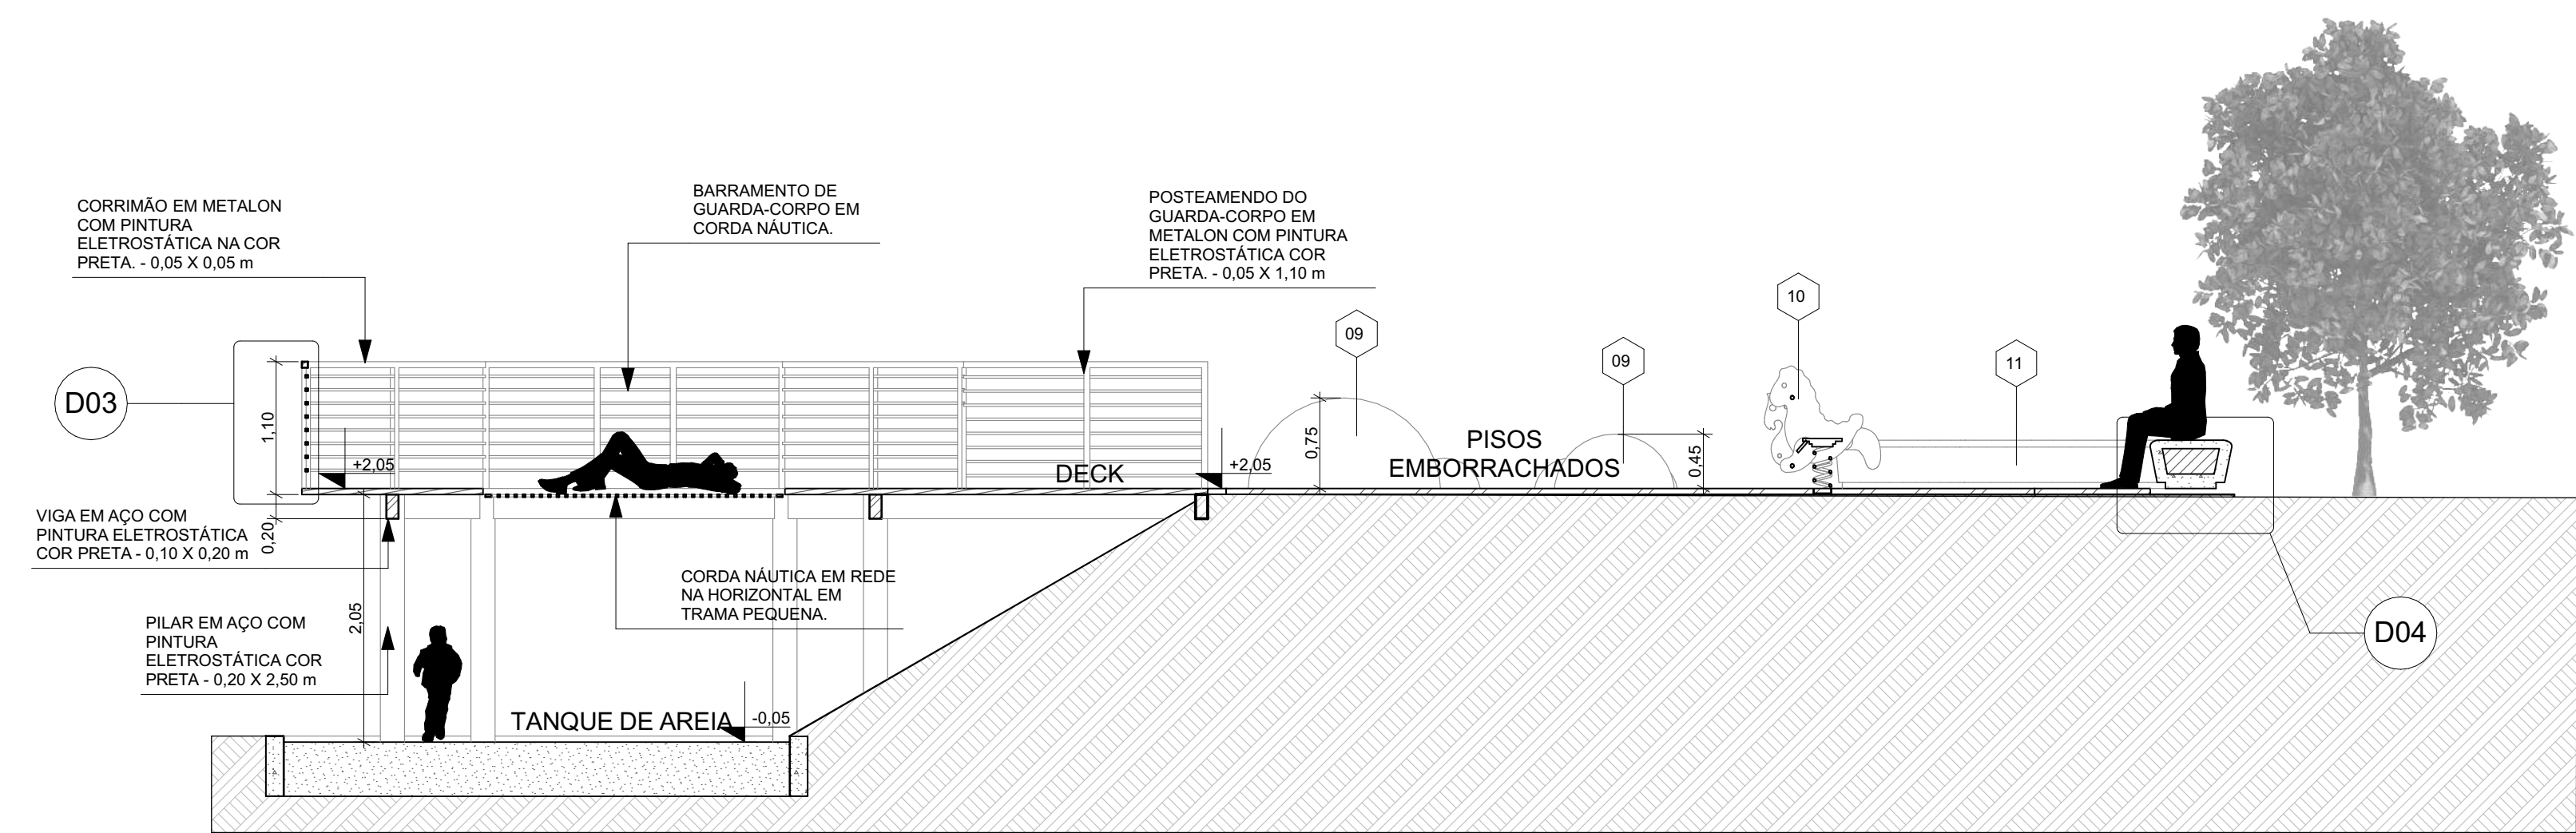 CORRIMÃO EM METALON
COM PINTURA
ELETROSTÁTICA NA COR
PRETA. - 0,05 X 0,05 m
BARRAMENTO DE
GUARDA-CORPO EM
CORDA NÁUTICA.
POSTEAMENDO DO
GUARDA-CORPO EM
METALON COM PINTURA
ELETROSTÁTICA COR
PRETA. - 0,05 X 1,10 m
10
09
09
11
D03
1,10
+2,05
DECK
+2,05
0,75
PISOS
EMBORRACHADOS
0,45
VIGA EM AÇO COM
PINTURA ELETROSTÁTICA
COR PRETA - 0,10 X 0,20 m
0,20
CORDA NÁUTICA EM REDE
NA HORIZONTAL EM
TRAMA PEQUENA.
2,05
PILAR EM AÇO COM
PINTURA
ELETROSTÁTICA COR
PRETA - 0,20 X 2,50 m
D04
TANQUE DE AREIA
-0,05